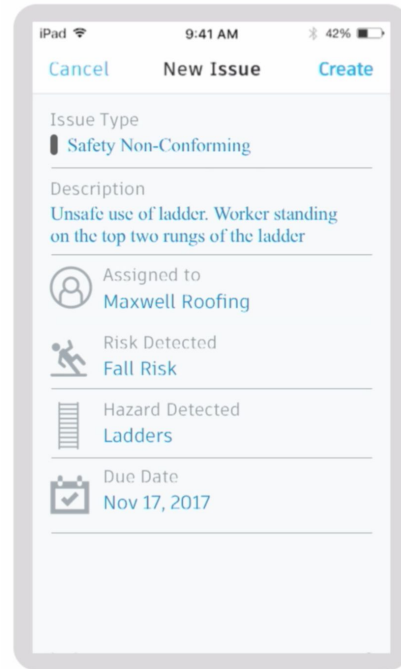 iPad 9:41 AM 42%
Cancel New Issue Create
Issue Type
Safety Non-Conforming
Description
Unsafe use of ladder. Worker standing
on the top two rungs of the ladder
Assigned to
Maxwell Roofing
Risk Detected
Fall Risk
Hazard Detected
Ladders
Due Date
Nov 17, 2017